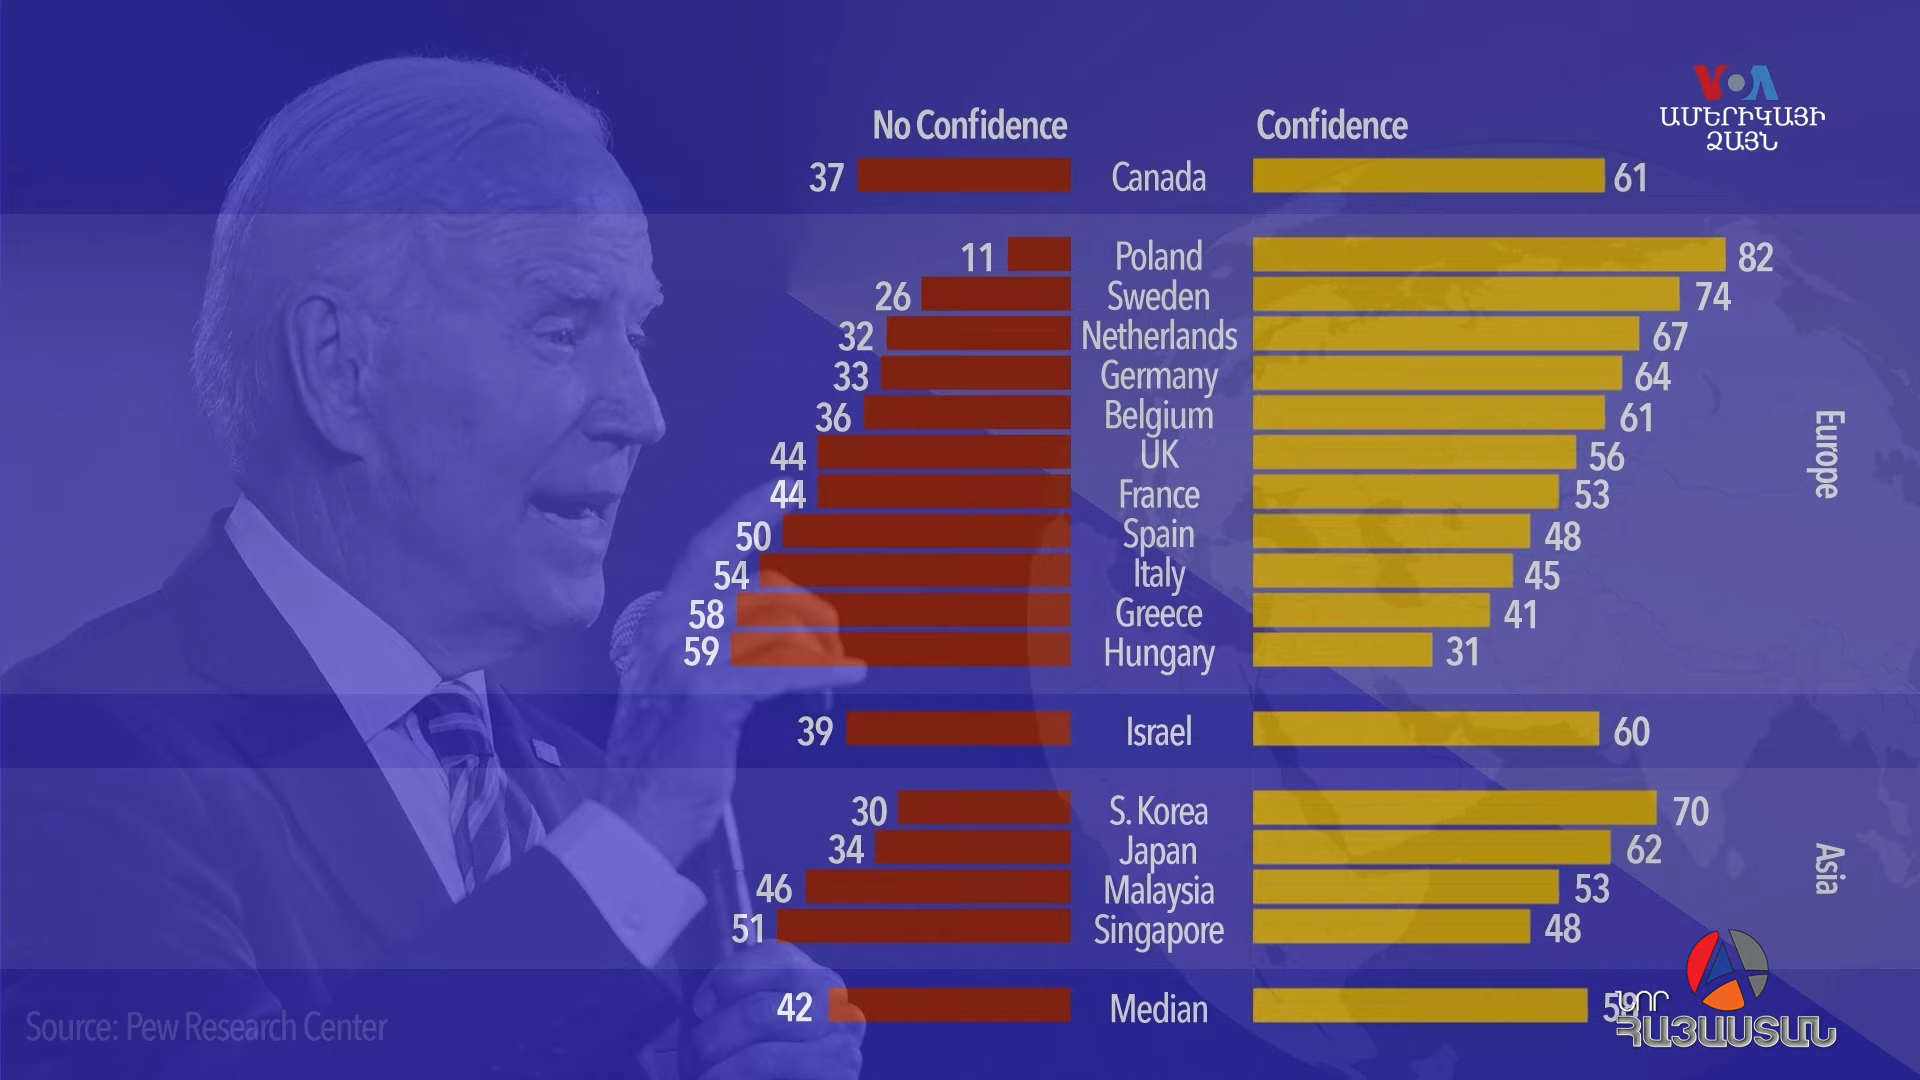 VOA
ԱՄԵՐԻԿԱՅԻ
ՁԱՅՆ
No Confidence Confidence
37 Canada 61
11 Poland 82
26 Sweden 74
32 Netherlands 67
33 Germany 64
36 Belgium 61
44 UK 56
44 France 53
50 Spain 48
54 Italy 45
58 Greece 41
59 Hungary 31
Europe
39 Israel 60
30 S. Korea 70
34 Japan 62
46 Malaysia 53
51 Singapore 48
Asia
42 Median
Source: Pew Research Center
ՆՈՐ
ՀԱՅԱՍՏԱՆ